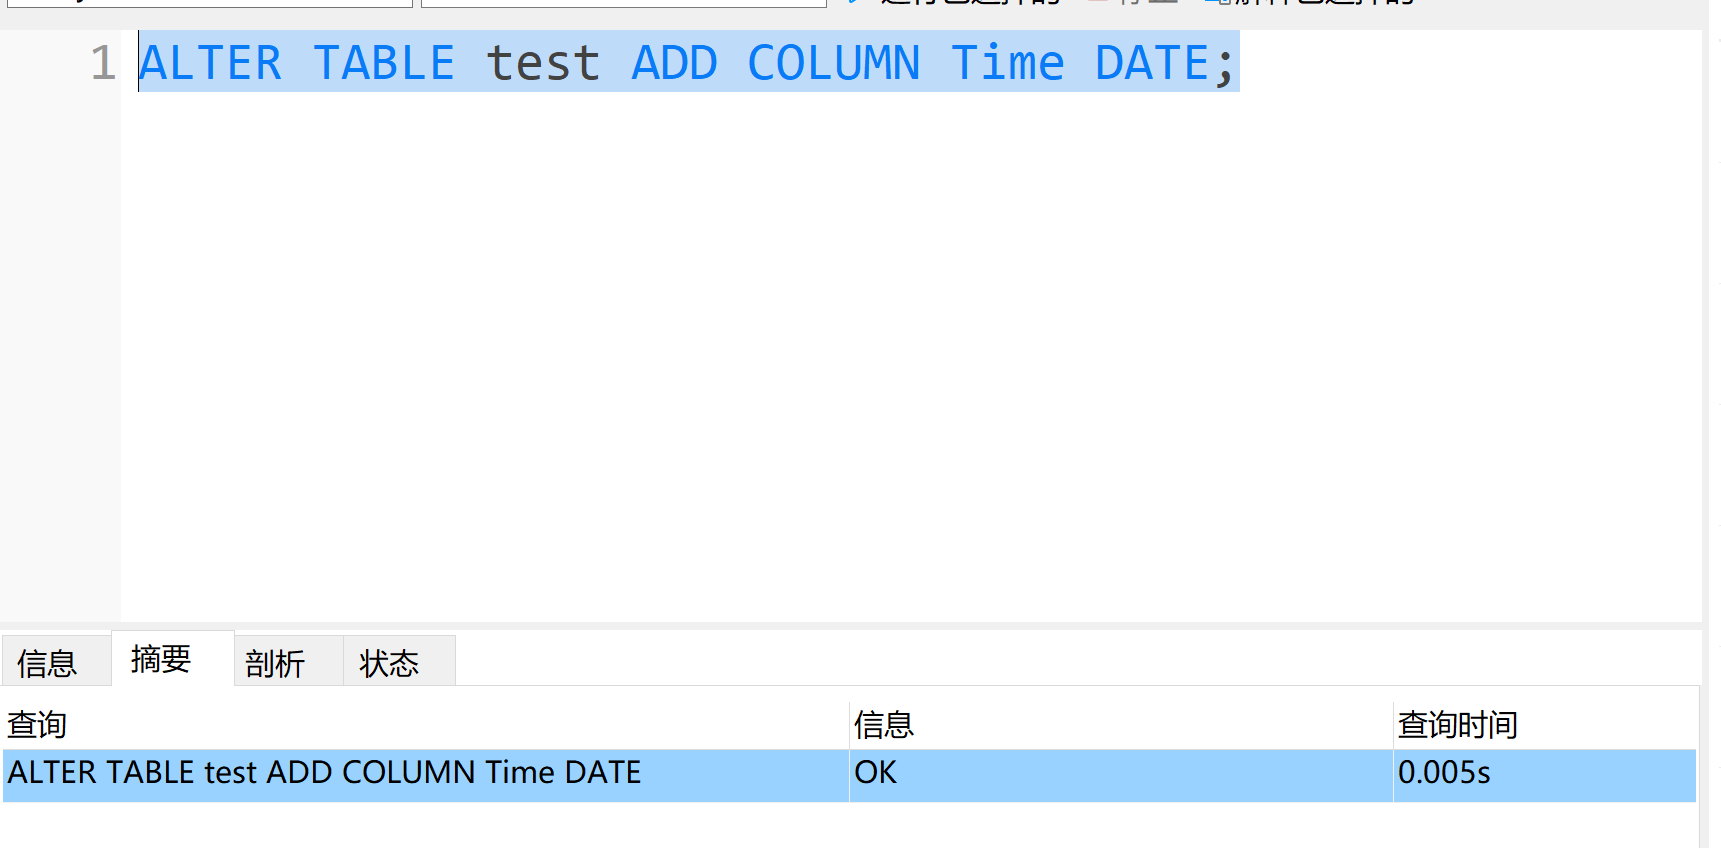 1 ALTER TABLE test ADD COLUMN Time DATE;
信息 摘要 剖析 状态
查询 信息 查询时间
ALTER TABLE test ADD COLUMN Time DATE OK 0.005s